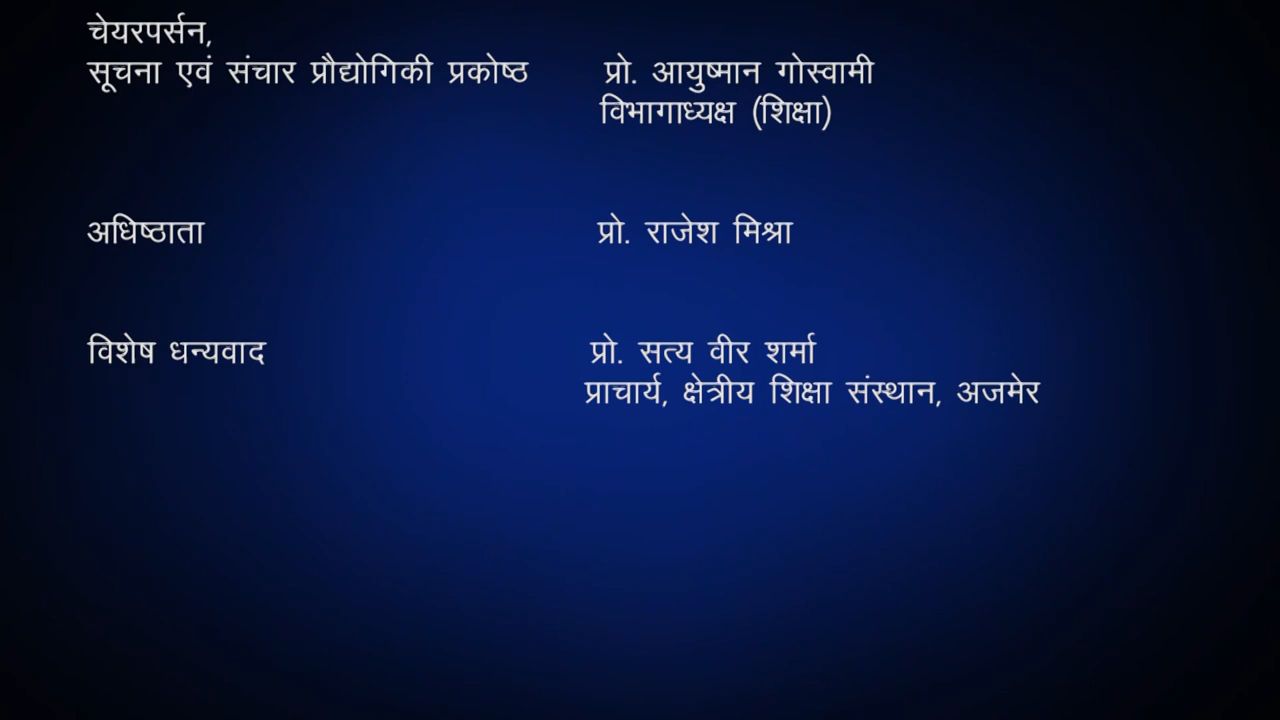 चेयरपर्सन,
सूचना एवं संचार प्रौद्योगिकी प्रकोष्ठ प्रो. आयुष्मान गोस्वामी
विभागाध्यक्ष (शिक्षा)
अधिष्ठाता प्रो. राजेश मिश्रा
विशेष धन्यवाद प्रो. सत्य वीर शर्मा
प्राचार्य, क्षेत्रीय शिक्षा संस्थान, अजमेर